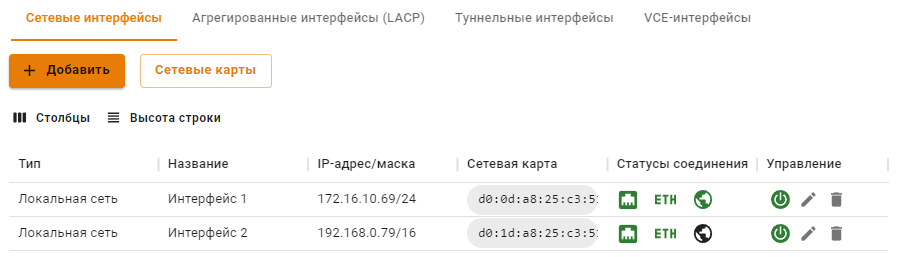 Сетевые интерфейсы Агрегированные интерфейсы (LACP) Туннельные интерфейсы VCE-интерфейсы
+ Добавить Сетевые карты
Столбцы Высота строки
Тип Название IP-адрес/маска Сетевая карта Статусы соединения Управление
Локальная сеть Интерфейс 1 172.16.10.69/24 d0:0d:a8:25:c3:5 ETH
Локальная сеть Интерфейс 2 192.168.0.79/16 d0:1d:a8:25:c3:5 ETH